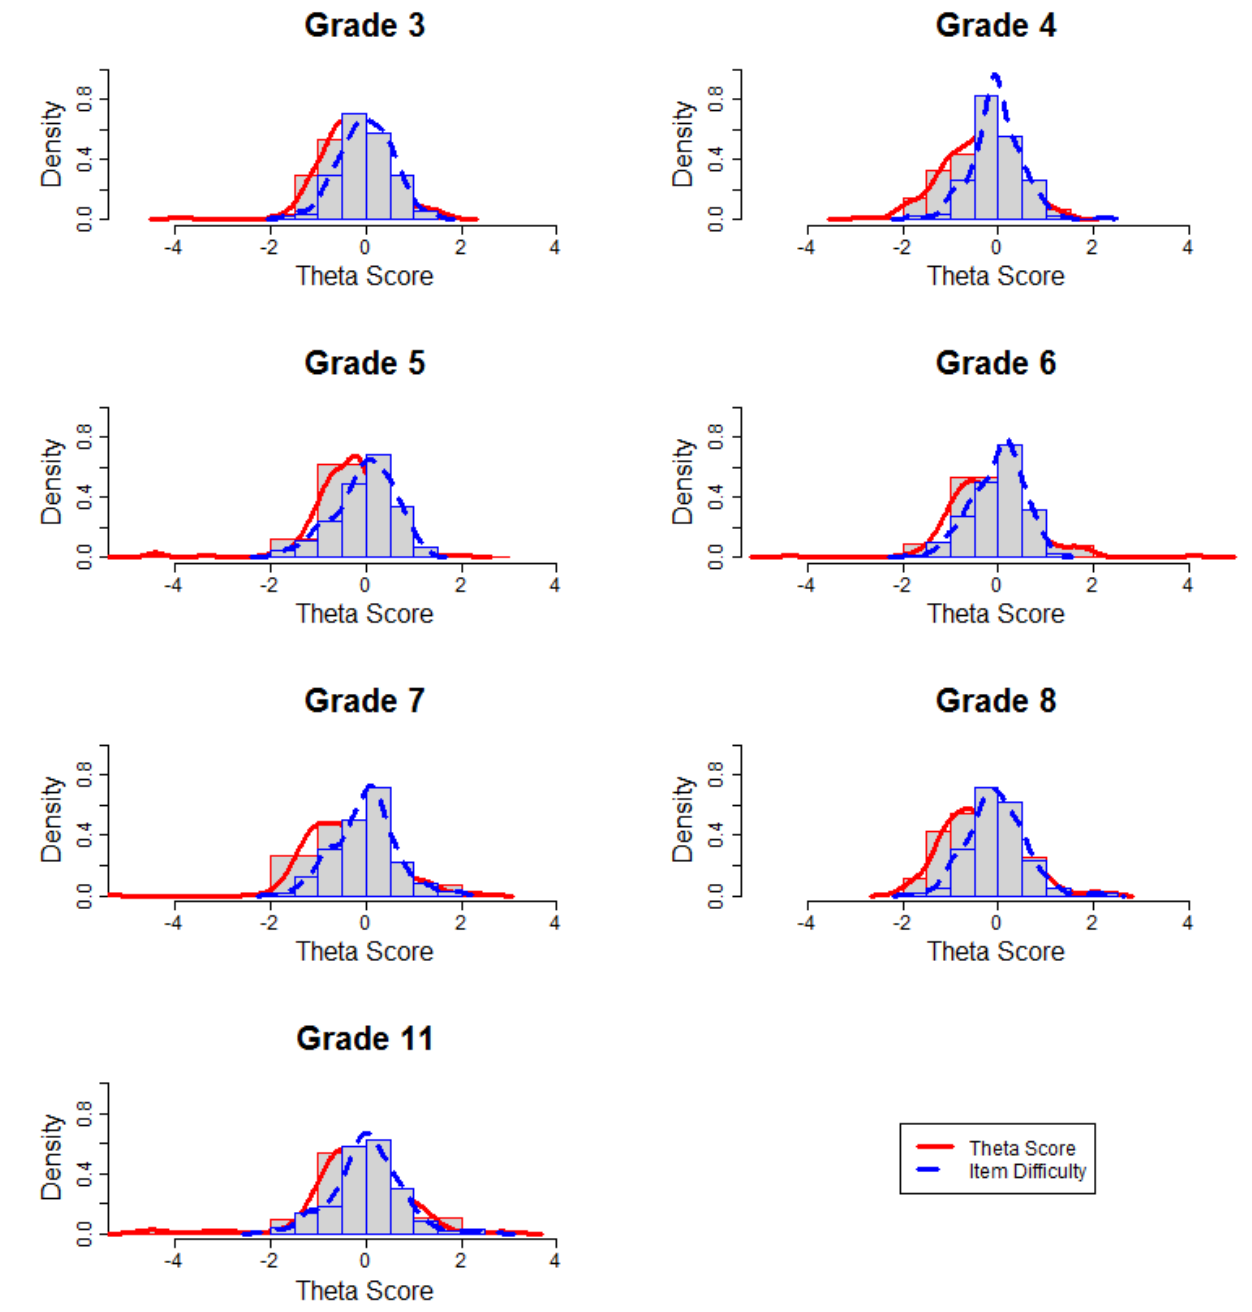 Grade 3
Density
0.0 0.4 0.8
-4 -2 0 2 4
Theta Score
Grade 4
Density
0.0 0.4 0.8
-4 -2 0 2 4
Theta Score
Grade 5
Density
0.0 0.4 0.8
-4 -2 0 2 4
Theta Score
Grade 6
Density
0.0 0.4 0.8
-4 -2 0 2 4
Theta Score
Grade 7
Density
0.0 0.4 0.8
-4 -2 0 2 4
Theta Score
Grade 8
Density
0.0 0.4 0.8
-4 -2 0 2 4
Theta Score
Grade 11
Density
0.0 0.4 0.8
-4 -2 0 2 4
Theta Score
Theta Score
Item Difficulty